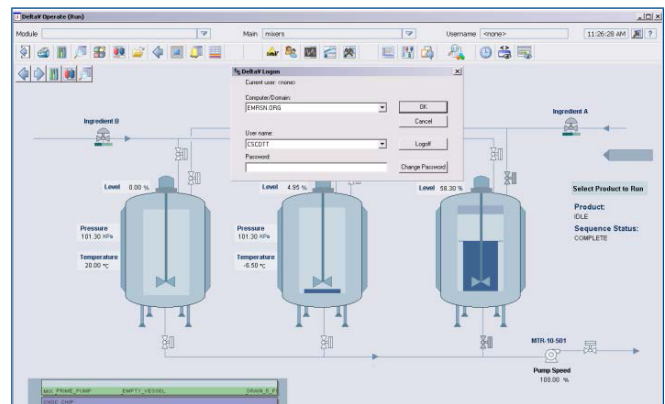 DeltaV Operate (Run)
Module
Main mixers
Username <none>
11:26:28 AM
?
DeltaV Logon
Current user: <none>
Computer/Domain:
EMRSN.ORG
OK
Cancel
User name:
CSCOTT
Logoff
Password:
Change Password
Ingredient B
Ingredient A
Level 0.00 %
Level 4.95 %
Level 58.30 %
Select Product to Run
Pressure
101.30 KPa
Pressure
101.30 KPa
Product:
IDLE
Sequence Status:
COMPLETE
Temperature
20.00 °C
Temperature
-6.50 °C
MTR-10-501
Pump Speed
100.00 %
PRIME_PUMP EMPTY_VESSEL